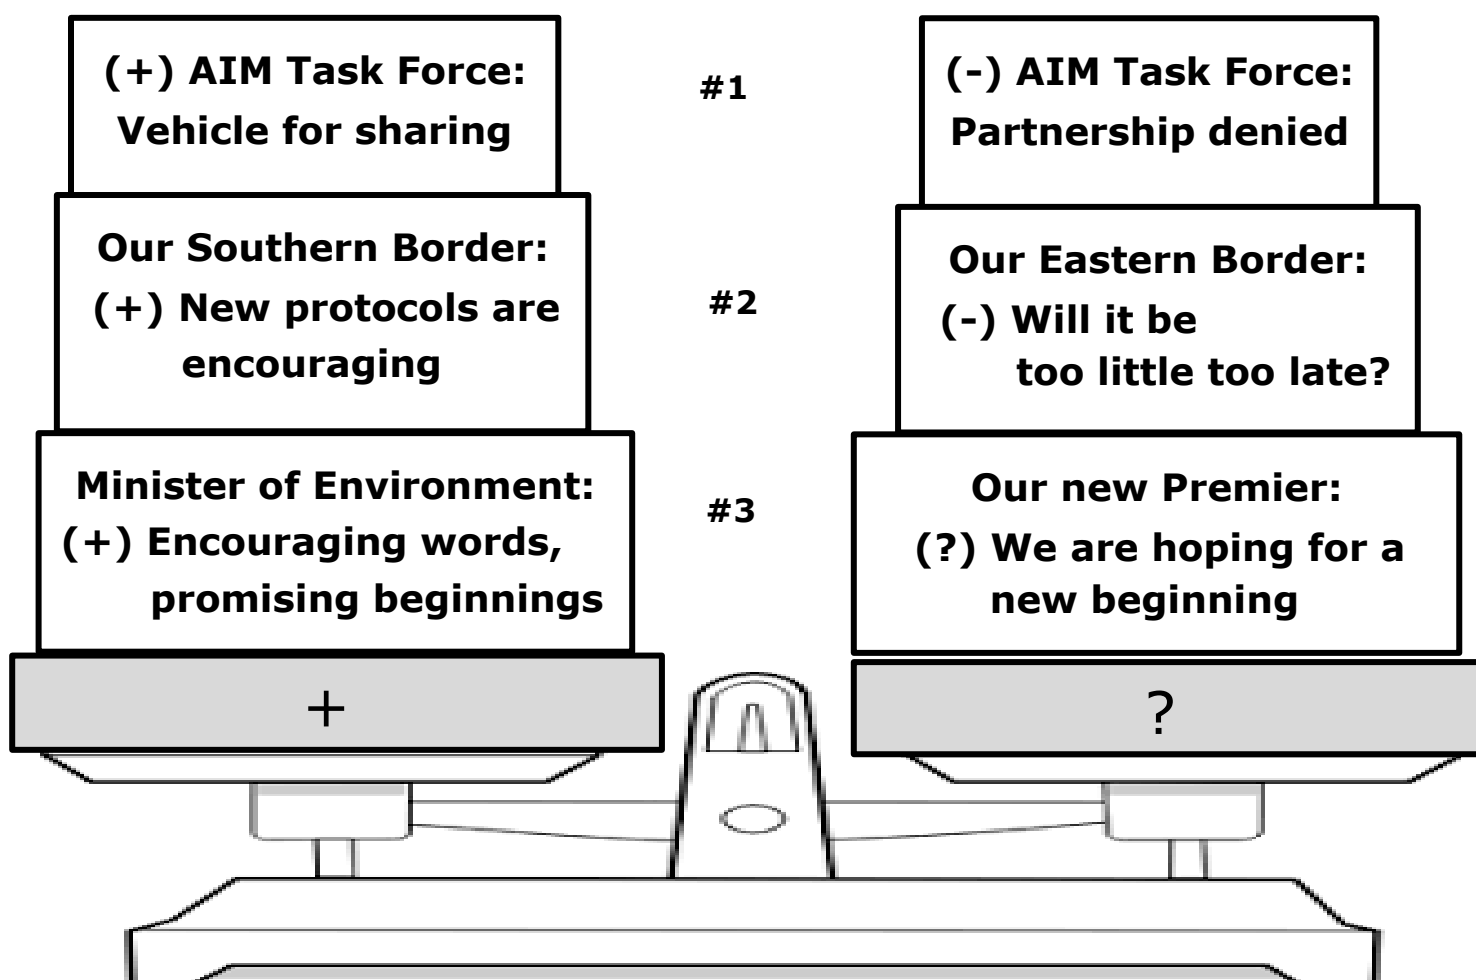 (+) AIM Task Force:
Vehicle for sharing
#1
(-) AIM Task Force:
Partnership denied
Our Southern Border:
(+) New protocols are
encouraging
#2
Our Eastern Border:
(-) Will it be
too little too late?
Minister of Environment:
(+) Encouraging words,
promising beginnings
#3
Our new Premier:
(?) We are hoping for a
new beginning
+
?